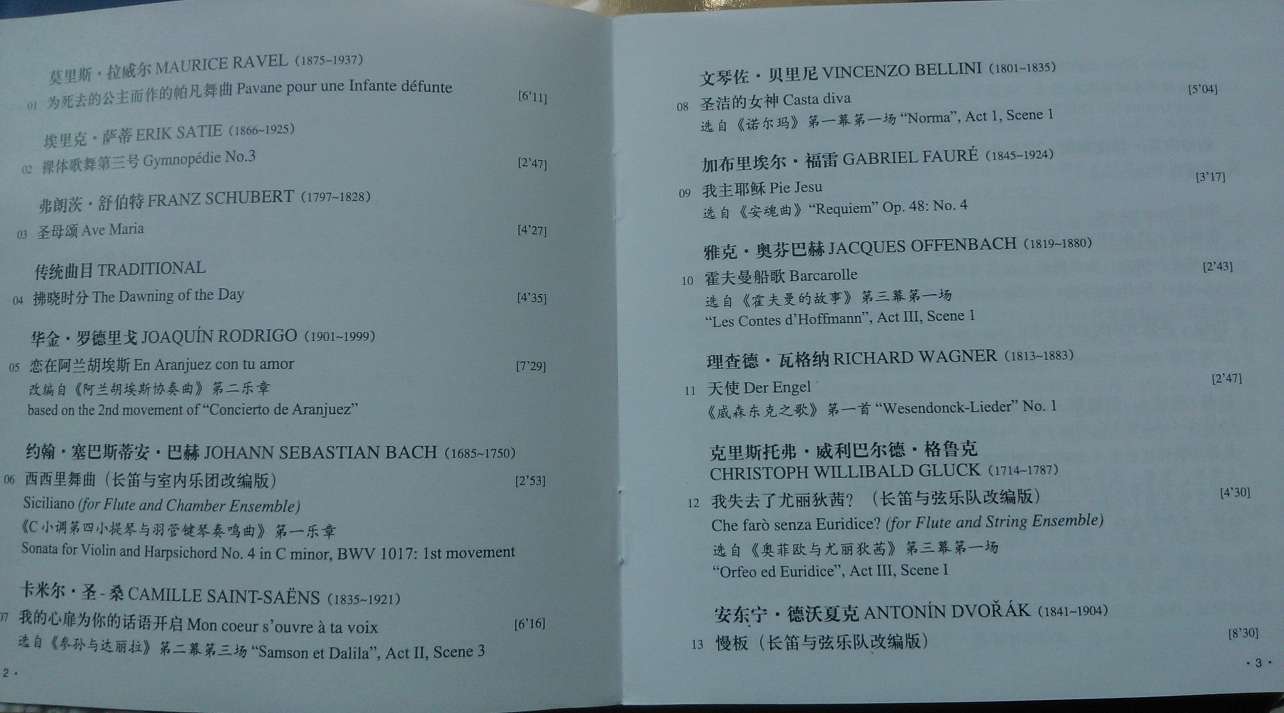 莫里斯·拉威尔 MAURICE RAVEL（1875~1937）
01 为死去的公主而作的帕凡舞曲 Pavane pour une Infante défunte [6'11]
埃里克·萨蒂 ERIK SATIE（1866~1925）
02 裸体歌舞第三号 Gymnopédie No.3 [2'47]
弗朗茨·舒伯特 FRANZ SCHUBERT（1797~1828）
03 圣母颂 Ave Maria [4'27]
传统曲目 TRADITIONAL
04 拂晓时分 The Dawning of the Day [4'35]
华金·罗德里戈 JOAQUÍN RODRIGO（1901~1999）
05 恋在阿兰胡埃斯 En Aranjuez con tu amor [7'29]
改编自《阿兰胡埃斯协奏曲》第二乐章
based on the 2nd movement of “Concierto de Aranjuez”
约翰·塞巴斯蒂安·巴赫 JOHANN SEBASTIAN BACH（1685~1750）
06 西西里舞曲（长笛与室内乐团改编版） [2'53]
Siciliano (for Flute and Chamber Ensemble)
《C小调第四小提琴与羽管键琴奏鸣曲》第一乐章
Sonata for Violin and Harpsichord No. 4 in C minor, BWV 1017: 1st movement
卡米尔·圣-桑 CAMILLE SAINT-SAËNS（1835~1921）
07 我的心扉为你的话语开启 Mon coeur s'ouvre à ta voix [6'16]
选自《参孙与达丽拉》第二幕第三场 “Samson et Dalila”, Act II, Scene 3
2 ·
文琴佐·贝里尼 VINCENZO BELLINI（1801~1835）
08 圣洁的女神 Casta diva [5'04]
选自《诺尔玛》第一幕第一场 “Norma”, Act 1, Scene 1
加布里埃尔·福雷 GABRIEL FAURÉ（1845~1924）
09 我主耶稣 Pie Jesu [3'17]
选自《安魂曲》“Requiem” Op. 48: No. 4
雅克·奥芬巴赫 JACQUES OFFENBACH（1819~1880）
10 霍夫曼船歌 Barcarolle [2'43]
选自《霍夫曼的故事》第三幕第一场
“Les Contes d'Hoffmann”, Act III, Scene 1
理查德·瓦格纳 RICHARD WAGNER（1813~1883）
11 天使 Der Engel [2'47]
《威森东克之歌》第一首 “Wesendonck-Lieder” No. 1
克里斯托弗·威利巴尔德·格鲁克
CHRISTOPH WILLIBALD GLUCK（1714~1787）
12 我失去了尤丽狄茜？（长笛与弦乐队改编版） [4'30]
Che farò senza Euridice? (for Flute and String Ensemble)
选自《奥菲欧与尤丽狄茜》第三幕第一场
“Orfeo ed Euridice”, Act III, Scene 1
安东宁·德沃夏克 ANTONÍN DVOŘÁK（1841~1904）
13 慢板（长笛与弦乐队改编版） [8'30]
· 3 ·